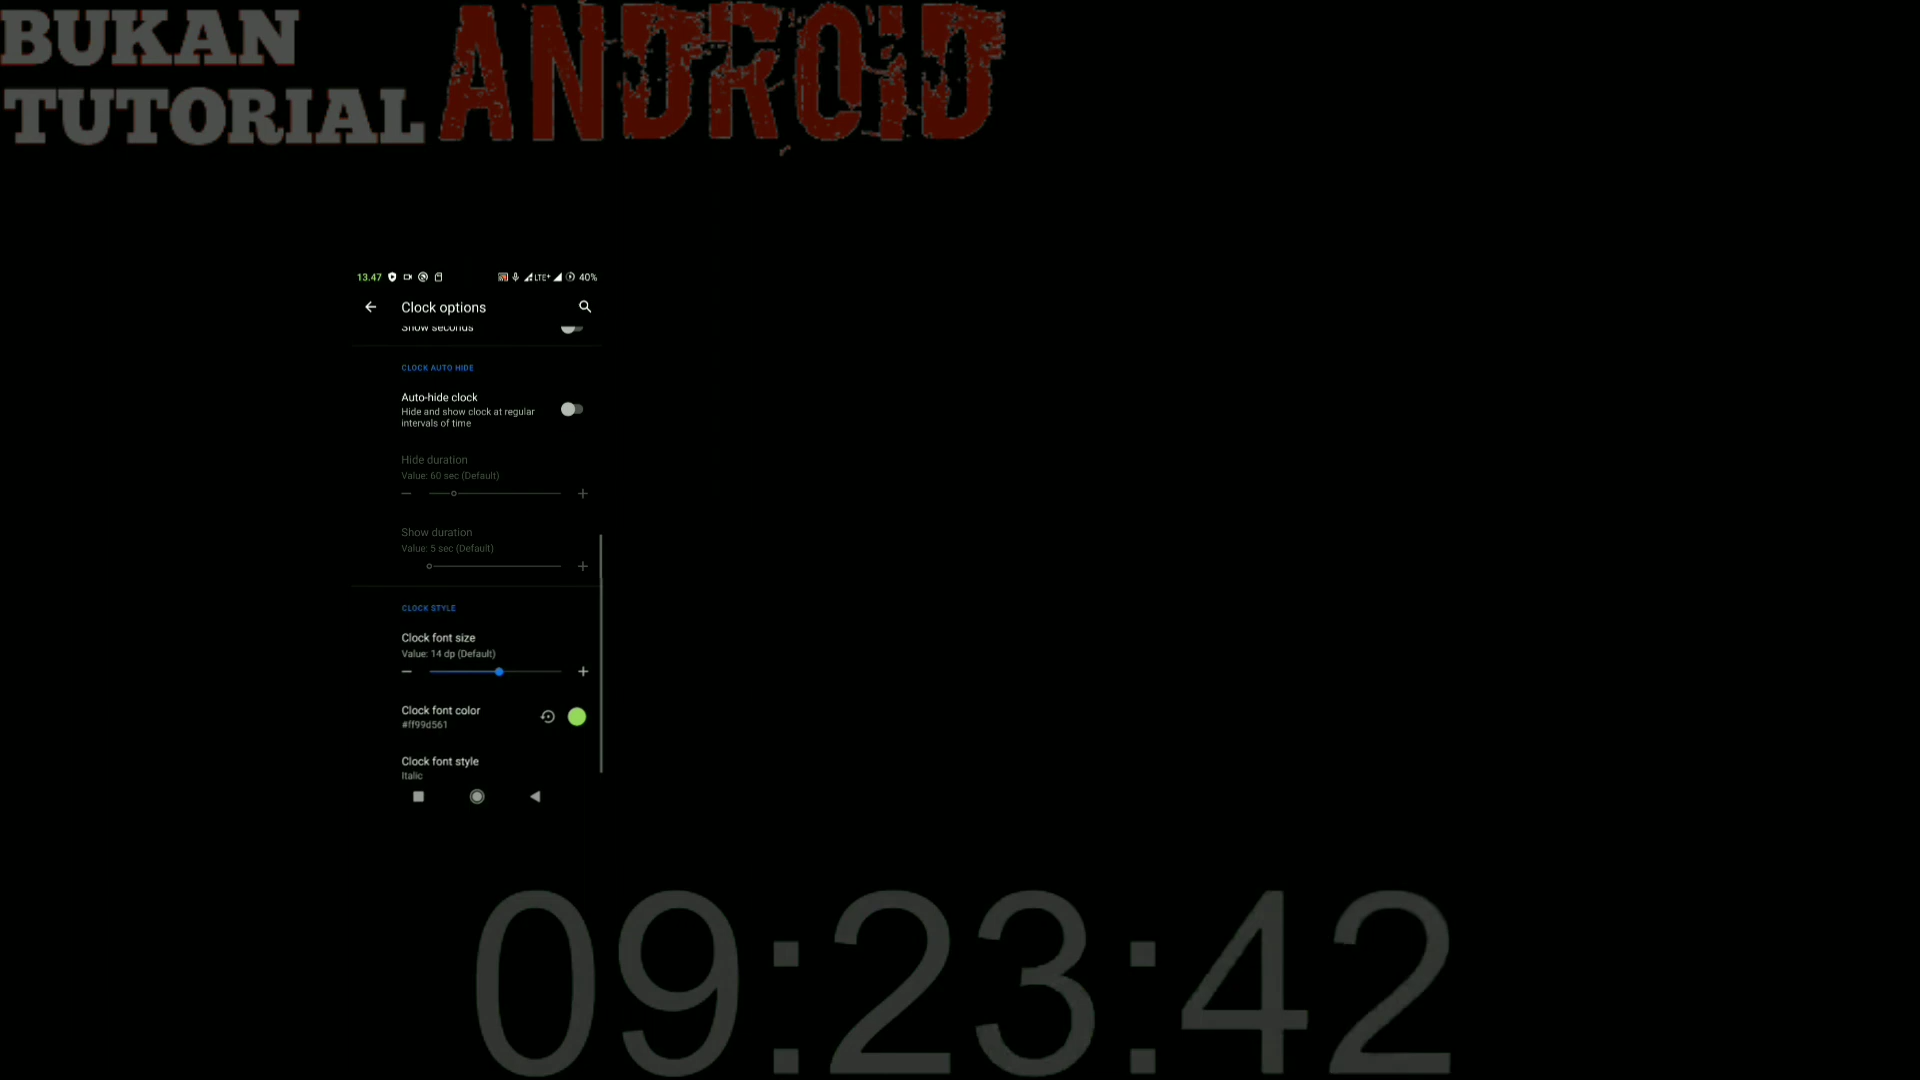 BUKAN
TUTORIAL ANDROID
13.47 LTE+ 40%
Clock options
Show seconds
CLOCK AUTO HIDE
Auto-hide clock
Hide and show clock at regular
intervals of time
Hide duration
Value: 60 sec (Default)
Show duration
Value: 5 sec (Default)
CLOCK STYLE
Clock font size
Value: 14 dp (Default)
Clock font color
#ff99d561
Clock font style
Italic
09:23:42